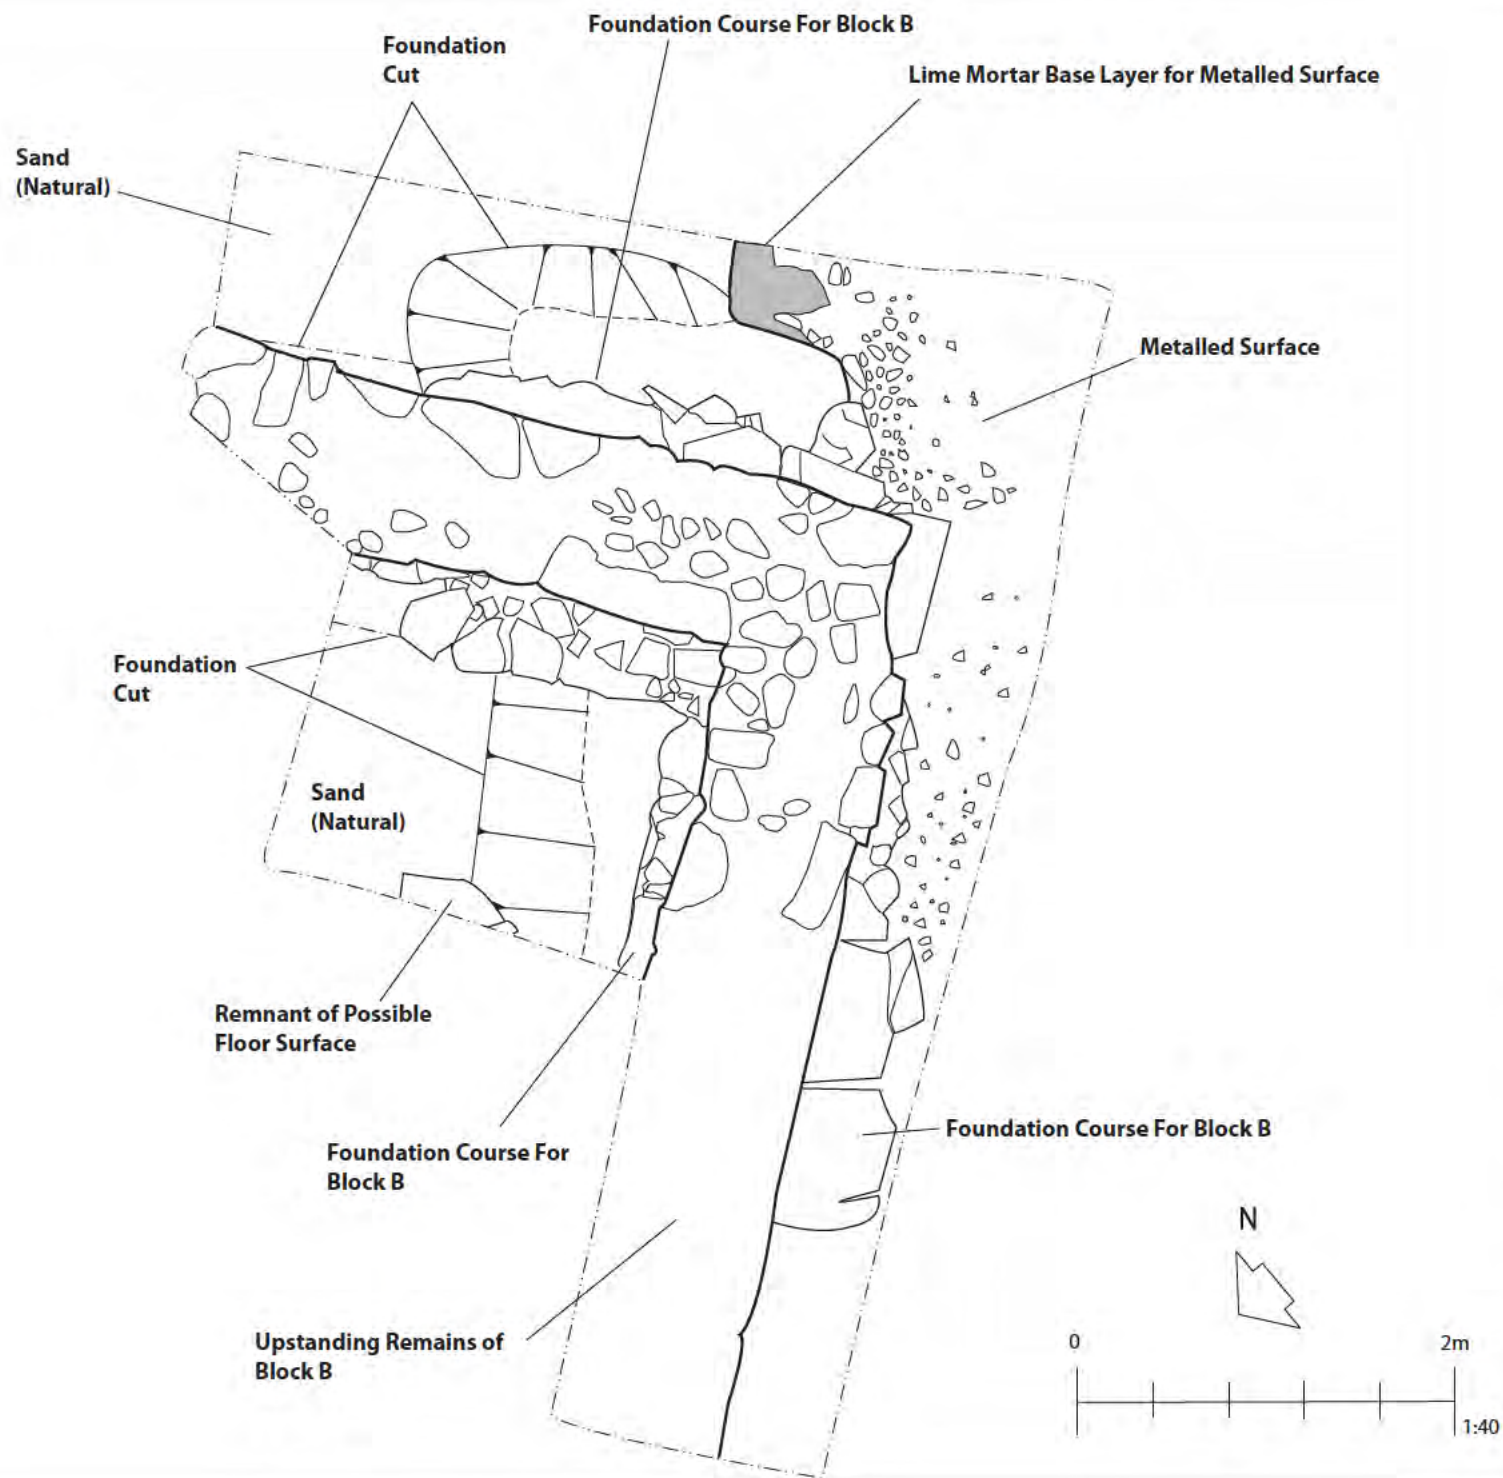 Foundation Course For Block B
Foundation
Cut
Lime Mortar Base Layer for Metalled Surface
Sand
(Natural)
Metalled Surface
Foundation
Cut
Sand
(Natural)
Remnant of Possible
Floor Surface
Foundation Course For
Block B
Foundation Course For Block B
N
Upstanding Remains of
Block B
0
2m
1:40